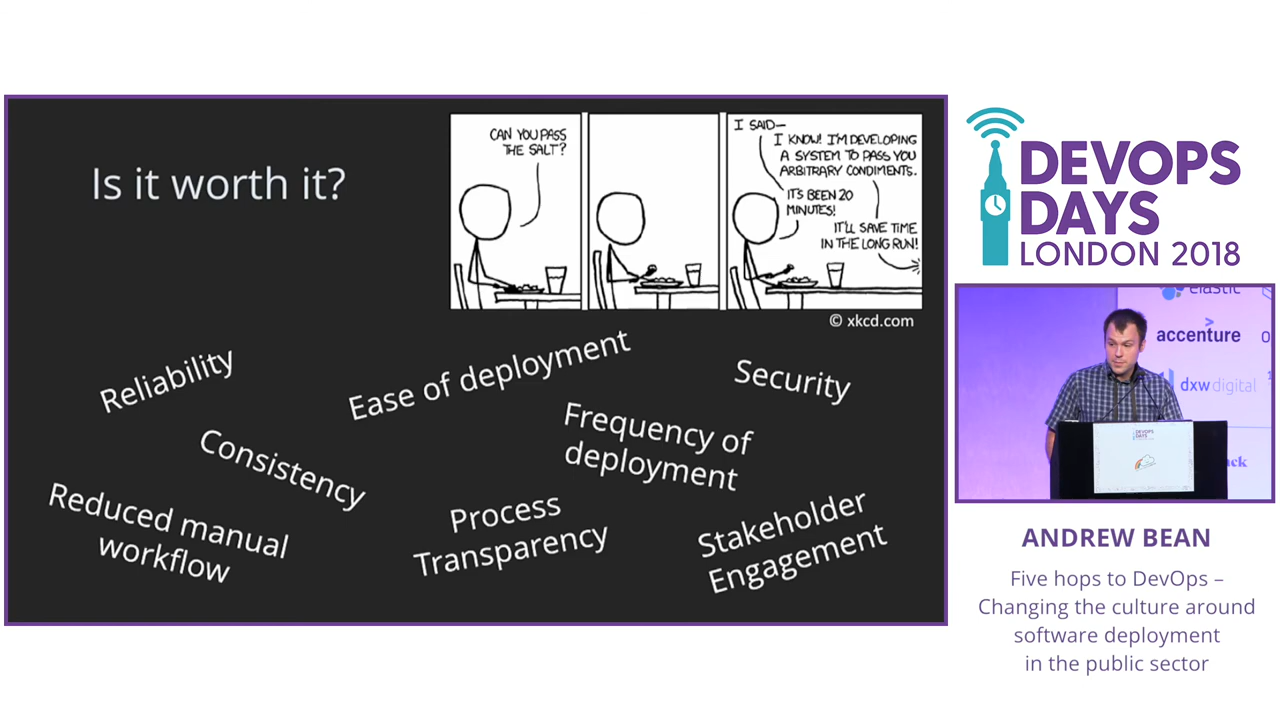 Is it worth it?
CAN YOU PASS
THE SALT?
I SAID—
I KNOW! I'M DEVELOPING
A SYSTEM TO PASS YOU
ARBITRARY CONDIMENTS.
IT'S BEEN 20
MINUTES!
IT'LL SAVE TIME
IN THE LONG RUN!
© xkcd.com
Reliability
Ease of deployment
Security
Consistency
Frequency of
deployment
Reduced manual
workflow
Process
Transparency
Stakeholder
Engagement
DEVOPS
DAYS
LONDON 2018
elastic
accenture
dxw.digital
DEVOPS
DAYS
ANDREW BEAN
Five hops to DevOps –
Changing the culture around
software deployment
in the public sector